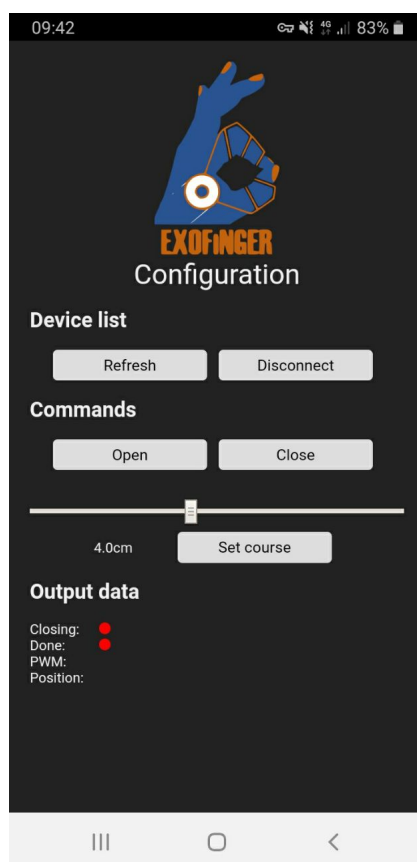 09:42 4G 83%
EXOFiNGER
Configuration
Device list
Refresh Disconnect
Commands
Open Close
4.0cm Set course
Output data
Closing:
Done:
PWM:
Position: